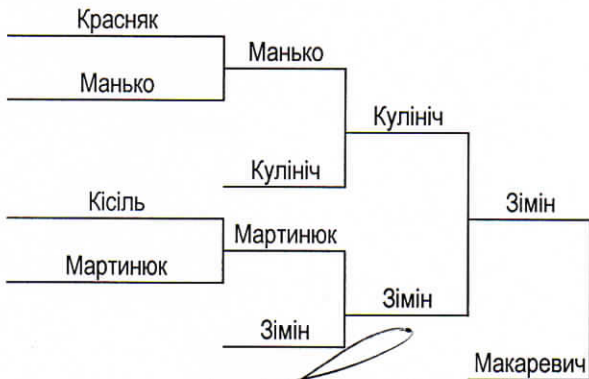 Красняк
Манько
Манько
Кулініч
Кулініч
Кісіль
Зімін
Мартинюк
Мартинюк
Зімін
Зімін
Макаревич